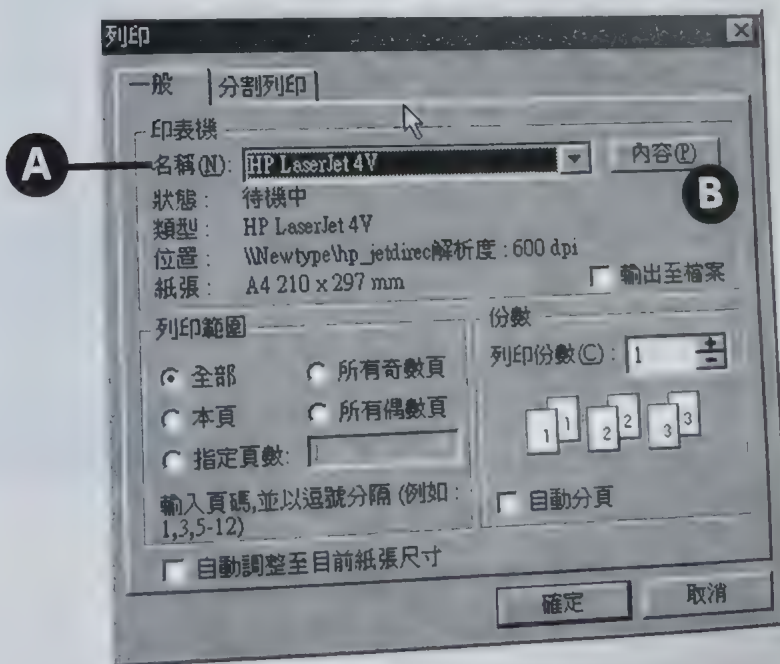 列印
一般 分割列印
印表機
A
名稱(N): HP LaserJet 4V 內容(P)
B
狀態： 待機中
類型： HP LaserJet 4V
位置： \\Newtype\hp_jetdirec解析度：600 dpi
紙張： A4 210 x 297 mm
輸出至檔案
列印範圍
全部 所有奇數頁
本頁 所有偶數頁
指定頁數: 1
輸入頁碼,並以逗號分隔 (例如：
1,3,5-12)
份數
列印份數(C)： 1
1 1 2 2 3 3
自動分頁
自動調整至目前紙張尺寸
確定 取消